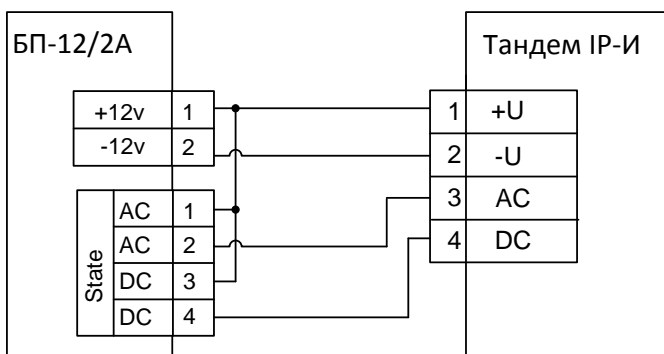 БП-12/2А
+12v 1
-12v 2
State
AC 1
AC 2
DC 3
DC 4
Тандем IP-И
1 +U
2 -U
3 AC
4 DC